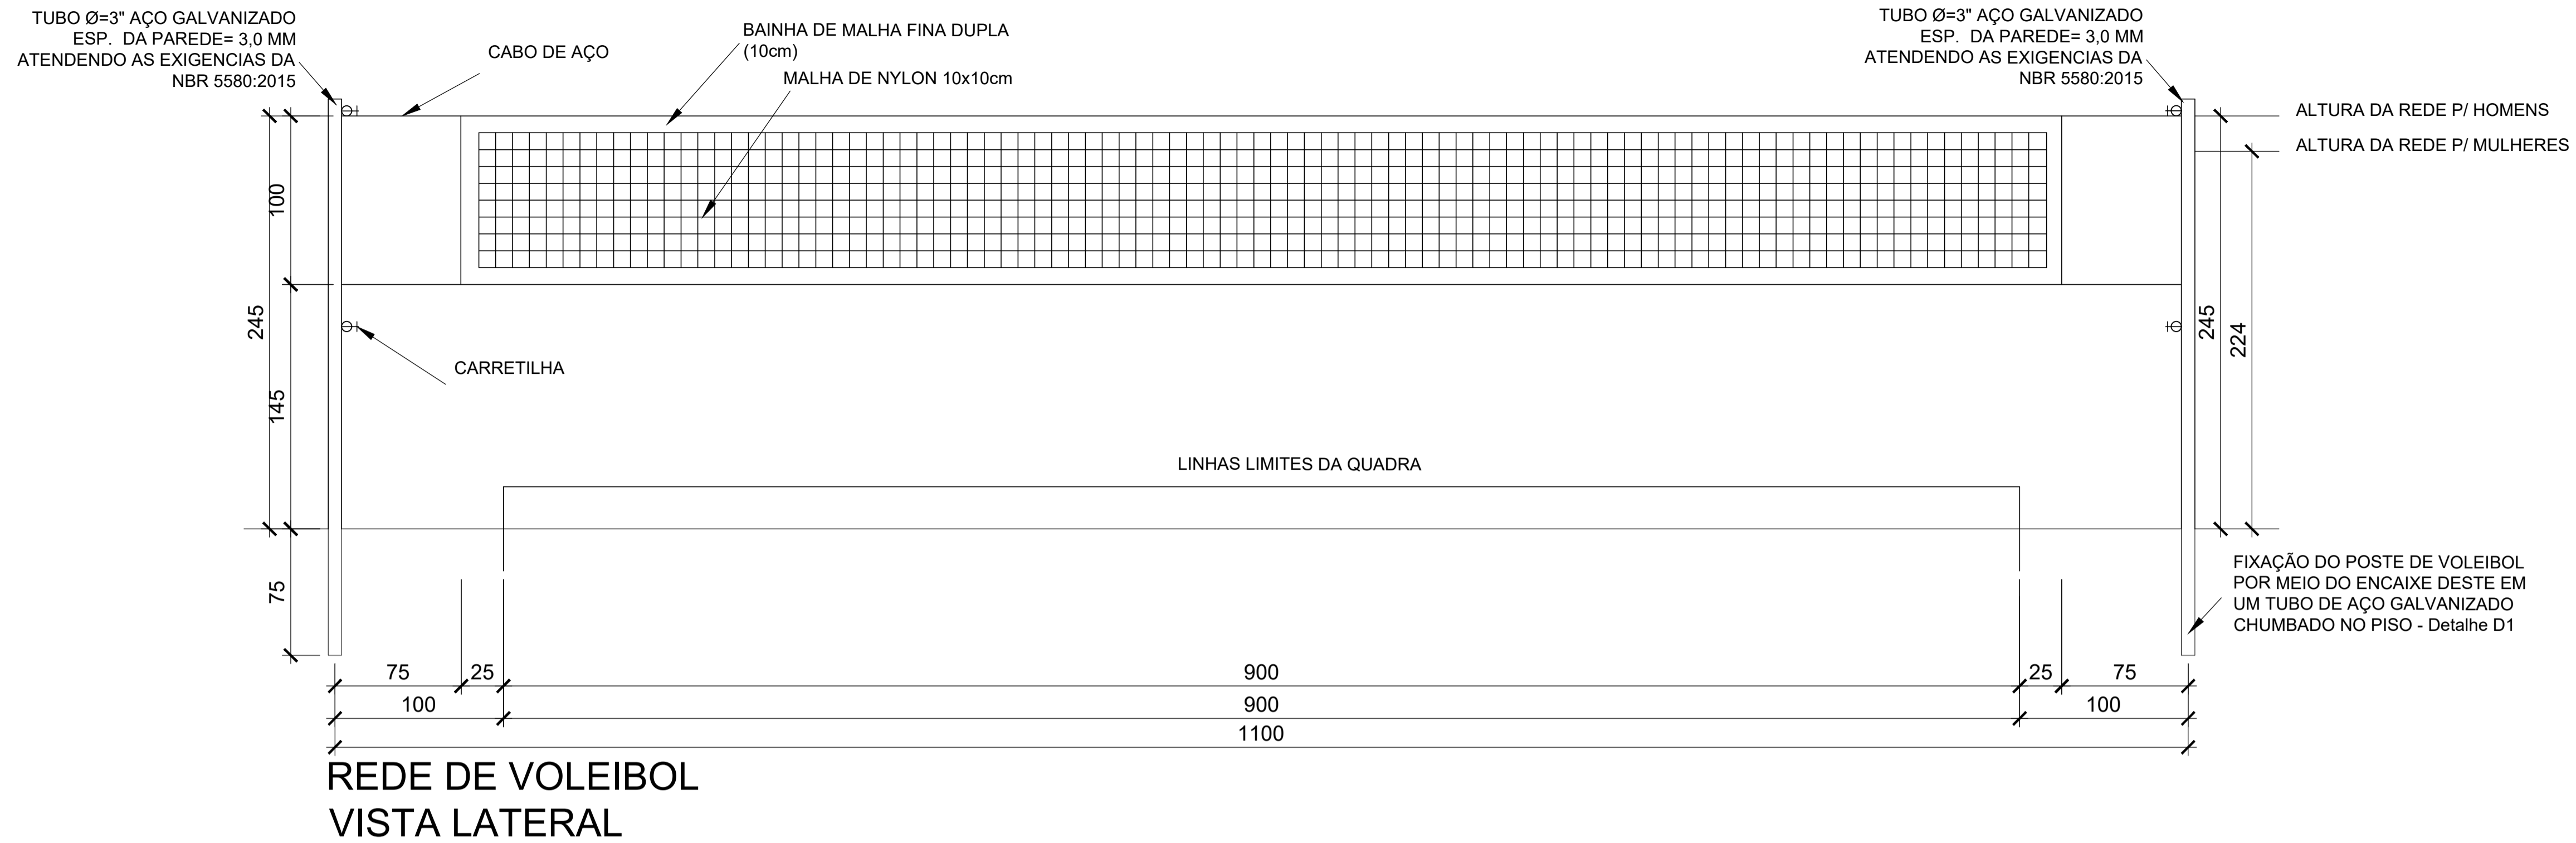 TUBO Ø=3" AÇO GALVANIZADO
ESP. DA PAREDE= 3,0 MM
ATENDENDO AS EXIGENCIAS DA
NBR 5580:2015
CABO DE AÇO
BAINHA DE MALHA FINA DUPLA
(10cm)
MALHA DE NYLON 10x10cm
TUBO Ø=3" AÇO GALVANIZADO
ESP. DA PAREDE= 3,0 MM
ATENDENDO AS EXIGENCIAS DA
NBR 5580:2015
ALTURA DA REDE P/ HOMENS
ALTURA DA REDE P/ MULHERES
100
245
145
75
245
224
CARRETILHA
LINHAS LIMITES DA QUADRA
FIXAÇÃO DO POSTE DE VOLEIBOL
POR MEIO DO ENCAIXE DESTE EM
UM TUBO DE AÇO GALVANIZADO
CHUMBADO NO PISO - Detalhe D1
75 25 900 25 75
100 900 100
1100
REDE DE VOLEIBOL
VISTA LATERAL